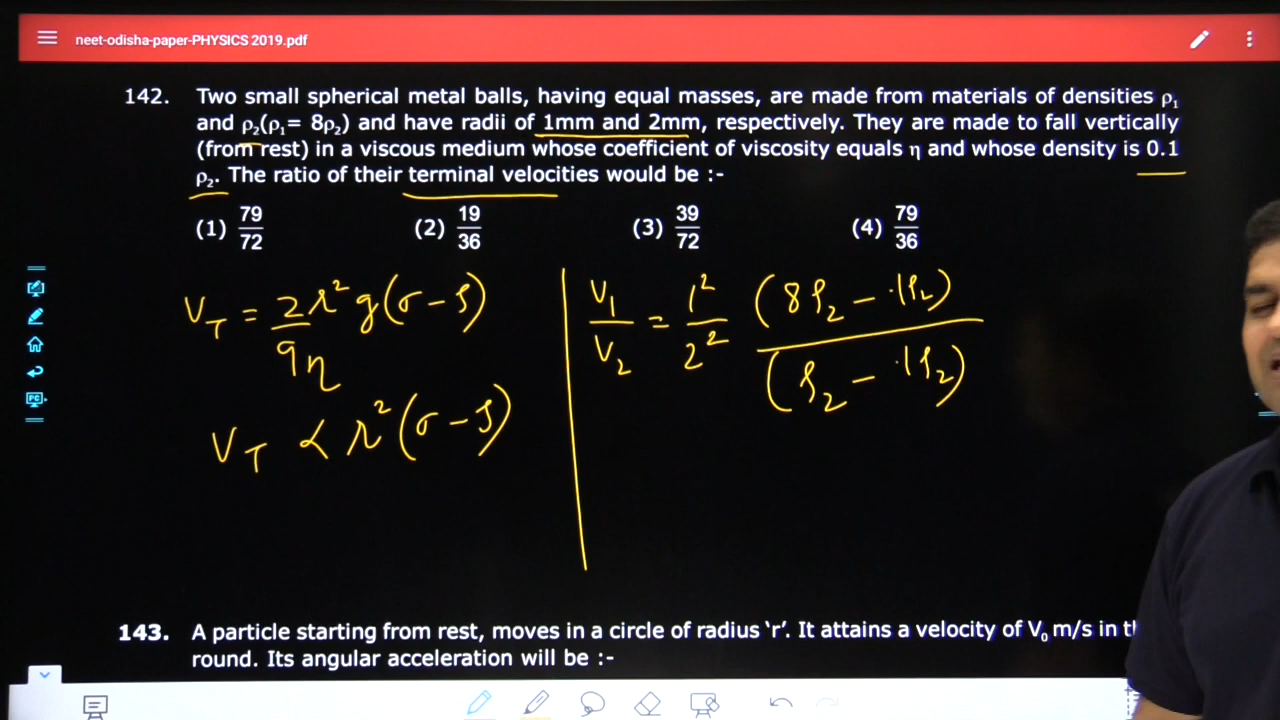 neet-odisha-paper-PHYSICS 2019.pdf
142. Two small spherical metal balls, having equal masses, are made from materials of densities ρ₁
and ρ₂(ρ₁= 8ρ₂) and have radii of 1mm and 2mm, respectively. They are made to fall vertically
(from rest) in a viscous medium whose coefficient of viscosity equals η and whose density is 0.1
ρ₂. The ratio of their terminal velocities would be :-
(1) 79/72 (2) 19/36 (3) 39/72 (4) 79/36
V_T = 2r²g(σ-ρ)/9η
V_T ∝ r²(σ-ρ)
V₁/V₂ = 1²/2² (8ρ₂ - .1ρ₂)/(ρ₂ - .1ρ₂)
143. A particle starting from rest, moves in a circle of radius ‘r’. It attains a velocity of V₀ m/s in
round. Its angular acceleration will be :-
PC